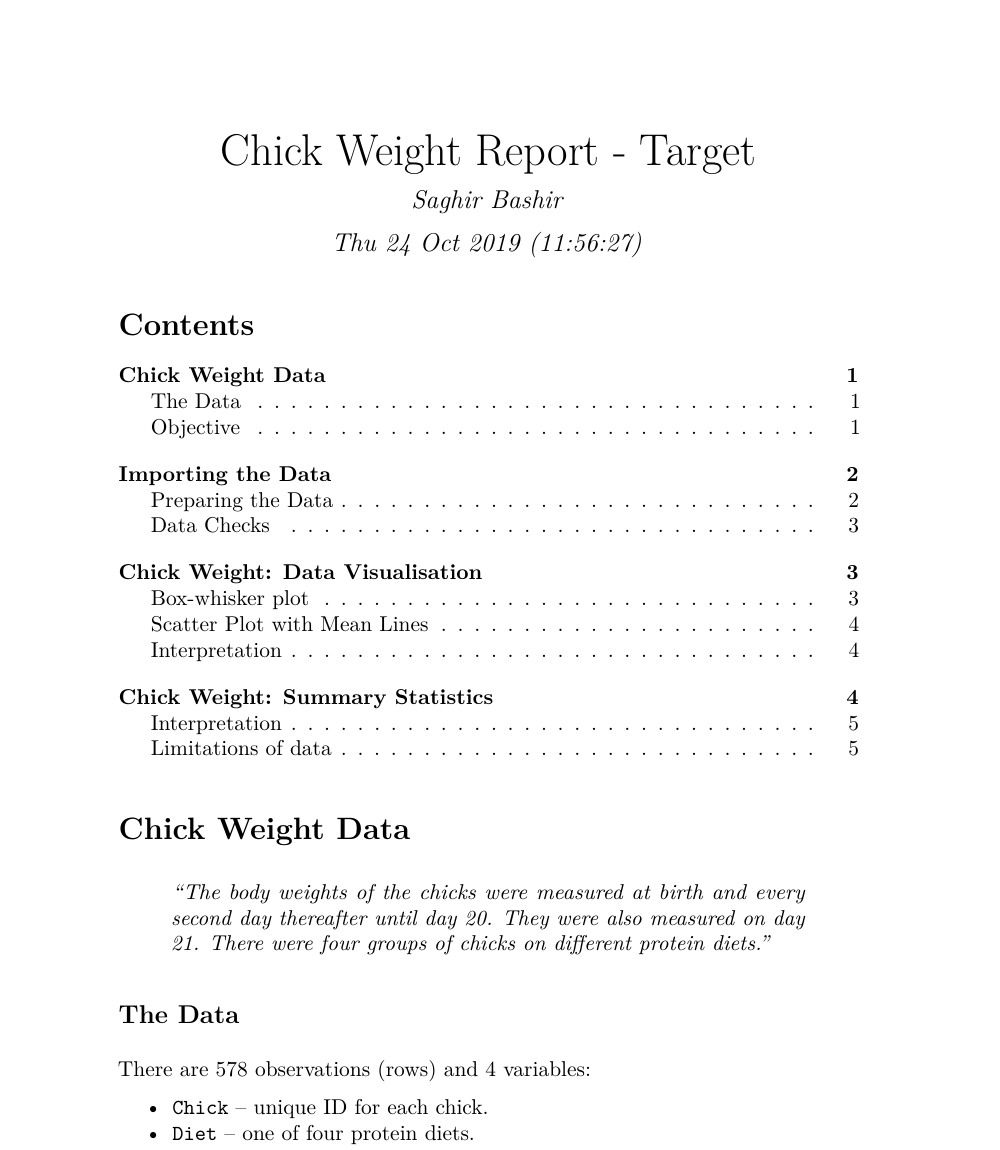 Chick Weight Report - Target
Saghir Bashir
Thu 24 Oct 2019 (11:56:27)
Contents
Chick Weight Data 1
The Data . . . . . . . . . . . . . . . . . . . . . . . . . . . . . . . . . . 1
Objective . . . . . . . . . . . . . . . . . . . . . . . . . . . . . . . . . . 1
Importing the Data 2
Preparing the Data . . . . . . . . . . . . . . . . . . . . . . . . . . . . . 2
Data Checks . . . . . . . . . . . . . . . . . . . . . . . . . . . . . . . . 3
Chick Weight: Data Visualisation 3
Box-whisker plot . . . . . . . . . . . . . . . . . . . . . . . . . . . . . . 3
Scatter Plot with Mean Lines . . . . . . . . . . . . . . . . . . . . . . . 4
Interpretation . . . . . . . . . . . . . . . . . . . . . . . . . . . . . . . . 4
Chick Weight: Summary Statistics 4
Interpretation . . . . . . . . . . . . . . . . . . . . . . . . . . . . . . . . 5
Limitations of data . . . . . . . . . . . . . . . . . . . . . . . . . . . . . 5
Chick Weight Data
“The body weights of the chicks were measured at birth and every
second day thereafter until day 20. They were also measured on day
21. There were four groups of chicks on different protein diets.”
The Data
There are 578 observations (rows) and 4 variables:
• Chick – unique ID for each chick.
• Diet – one of four protein diets.